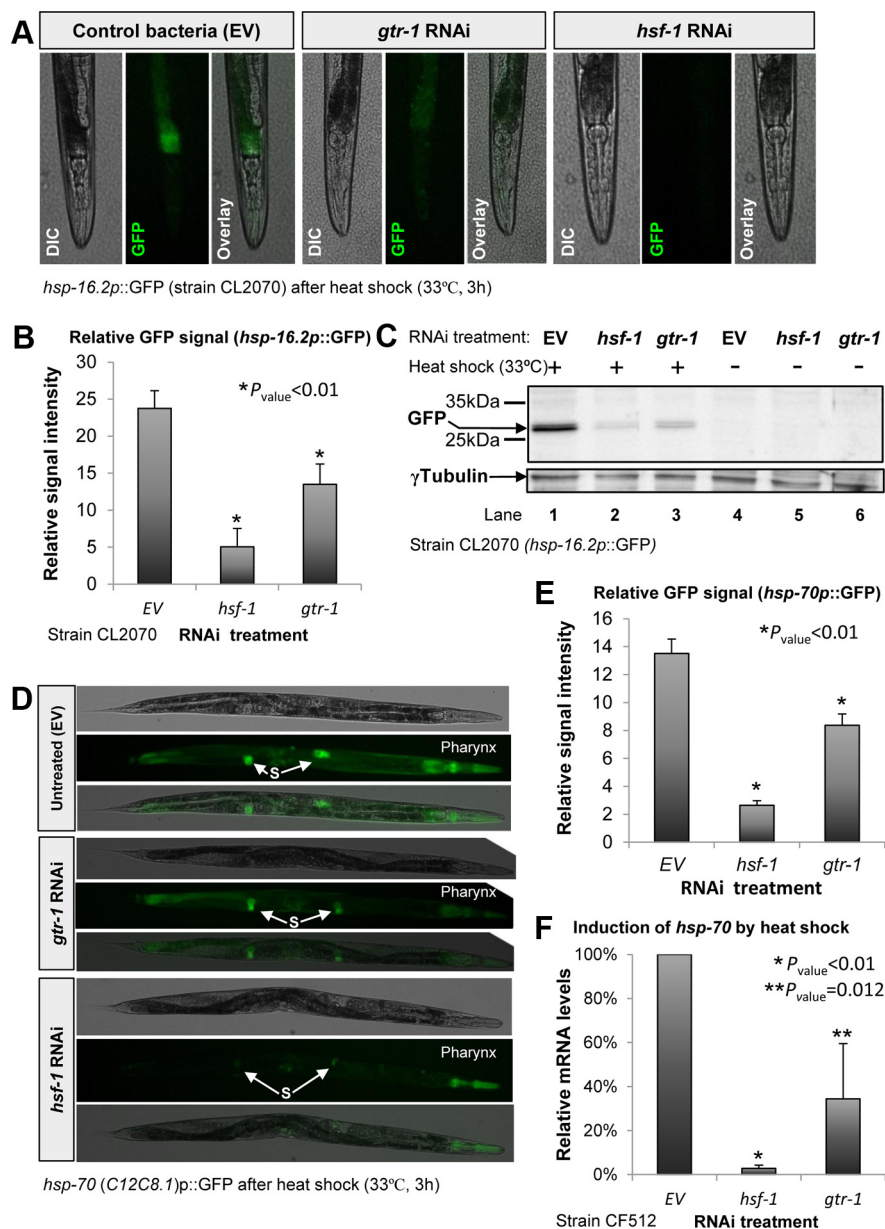 A
Control bacteria (EV)
gtr-1 RNAi
hsf-1 RNAi
DIC
GFP
Overlay
DIC
GFP
Overlay
DIC
GFP
Overlay
hsp-16.2p::GFP (strain CL2070) after heat shock (33ºC, 3h)
B
Relative GFP signal (hsp-16.2p::GFP)
*Pvalue<0.01
Relative signal intensity
30
25
20
15
10
5
0
*
*
EV
hsf-1
gtr-1
Strain CL2070 RNAi treatment
C
RNAi treatment: EV hsf-1 gtr-1 EV hsf-1 gtr-1
Heat shock (33ºC) + + + - - -
35kDa
GFP
25kDa
γTubulin
Lane 1 2 3 4 5 6
Strain CL2070 (hsp-16.2p::GFP)
D
Untreated (EV)
Pharynx
S
gtr-1 RNAi
Pharynx
S
hsf-1 RNAi
Pharynx
S
hsp-70 (C12C8.1)p::GFP after heat shock (33ºC, 3h)
E
Relative GFP signal (hsp-70p::GFP)
*Pvalue<0.01
Relative signal intensity
16
14
12
10
8
6
4
2
0
*
*
EV
hsf-1
gtr-1
RNAi treatment
F
Induction of hsp-70 by heat shock
*Pvalue<0.01
**Pvalue=0.012
Relative mRNA levels
100%
80%
60%
40%
20%
0%
*
**
EV
hsf-1
gtr-1
Strain CF512 RNAi treatment